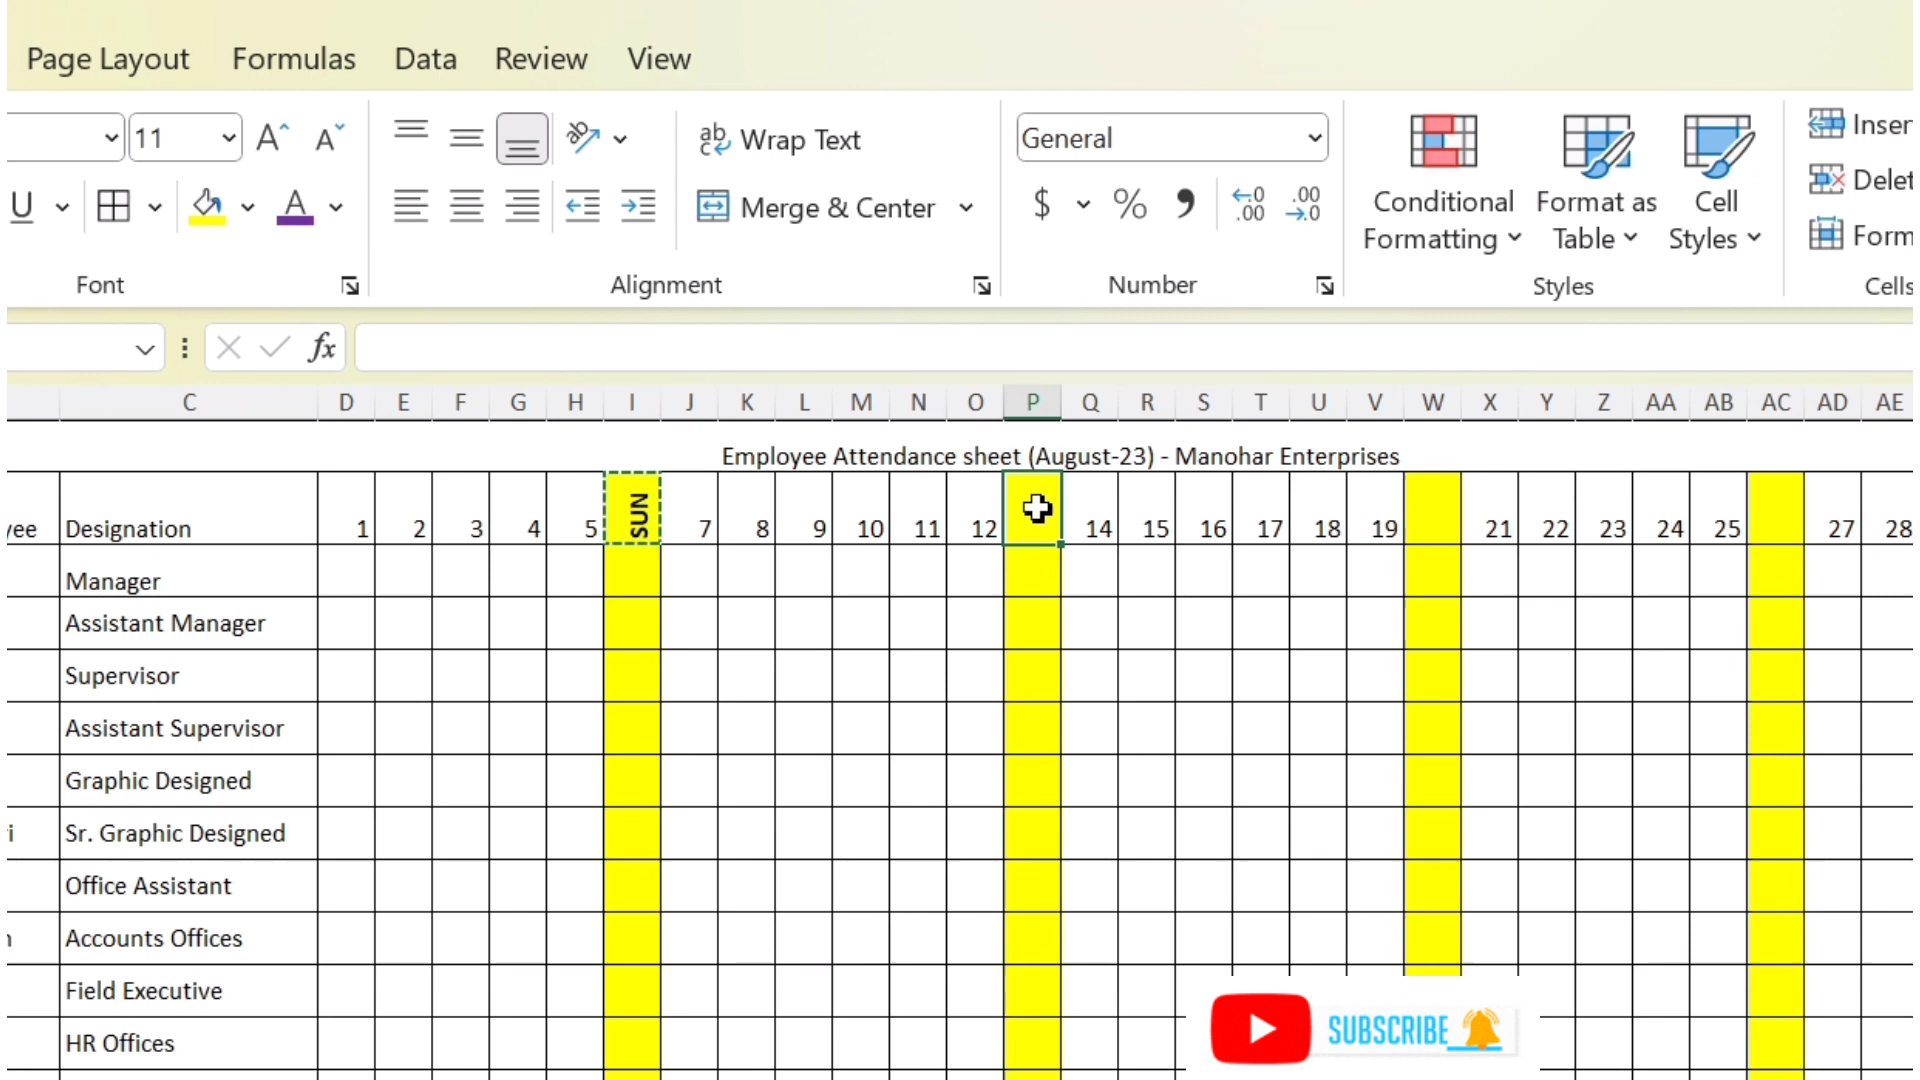 Page Layout Formulas Data Review View
11 A A ab Wrap Text General Inser
Conditional Format as Cell Delet
U A Merge & Center $ % , .00 .00
Formatting Table Styles Form
Font Alignment Number Styles Cells
fx
C D E F G H I J K L M N O P Q R S T U V W X Y Z AA AB AC AD AE
Employee Attendance sheet (August-23) - Manohar Enterprises
yee Designation 1 2 3 4 5 SUN 7 8 9 10 11 12 14 15 16 17 18 19 21 22 23 24 25 27 28
Manager
Assistant Manager
Supervisor
Assistant Supervisor
Graphic Designed
ri Sr. Graphic Designed
Office Assistant
Accounts Offices
Field Executive
SUBSCRIBE
HR Offices